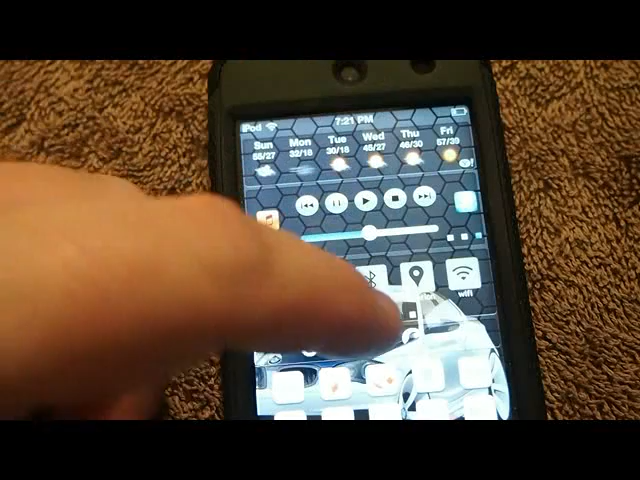 iPod 7:21 PM
Sun Mon Tue Wed Thu Fri
55/27 32/18 30/18 45/27 46/30 57/39
wifi